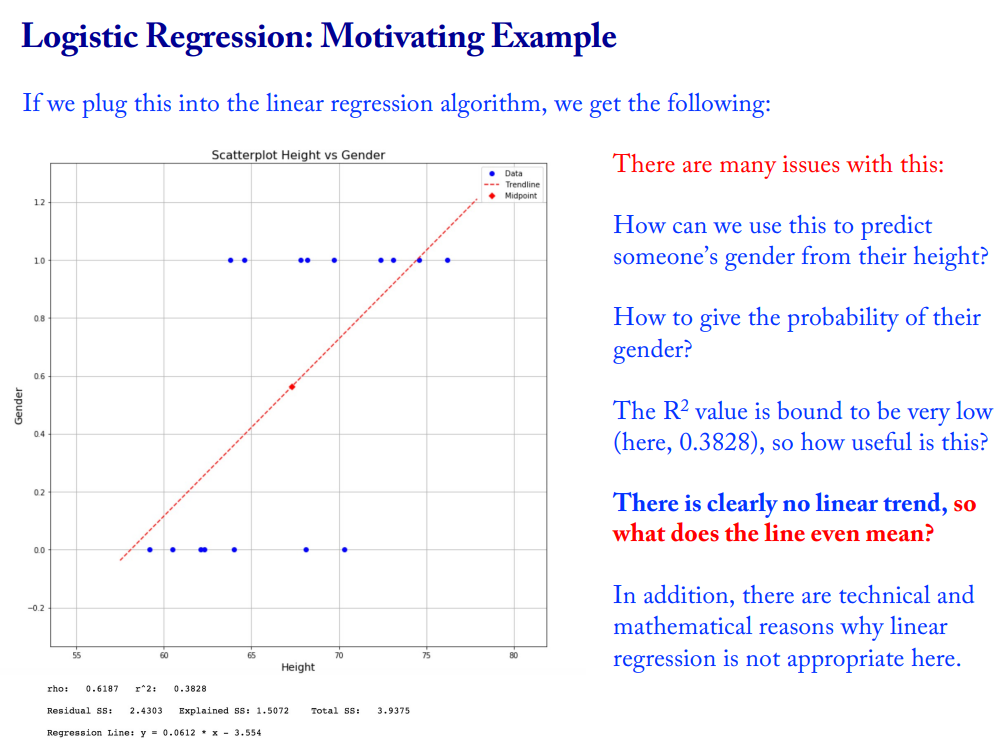 Logistic Regression: Motivating Example
If we plug this into the linear regression algorithm, we get the following:
Scatterplot Height vs Gender
Data
Trendline
Midpoint
1.2
1.0
0.8
0.6
0.4
0.2
0.0
−0.2
Gender
55 60 65 70 75 80
Height
rho: 0.6187 r^2: 0.3828
Residual SS: 2.4303 Explained SS: 1.5072 Total SS: 3.9375
Regression Line: y = 0.0612 * x - 3.554
There are many issues with this:
How can we use this to predict
someone’s gender from their height?
How to give the probability of their
gender?
The R² value is bound to be very low
(here, 0.3828), so how useful is this?
There is clearly no linear trend, so
what does the line even mean?
In addition, there are technical and
mathematical reasons why linear
regression is not appropriate here.